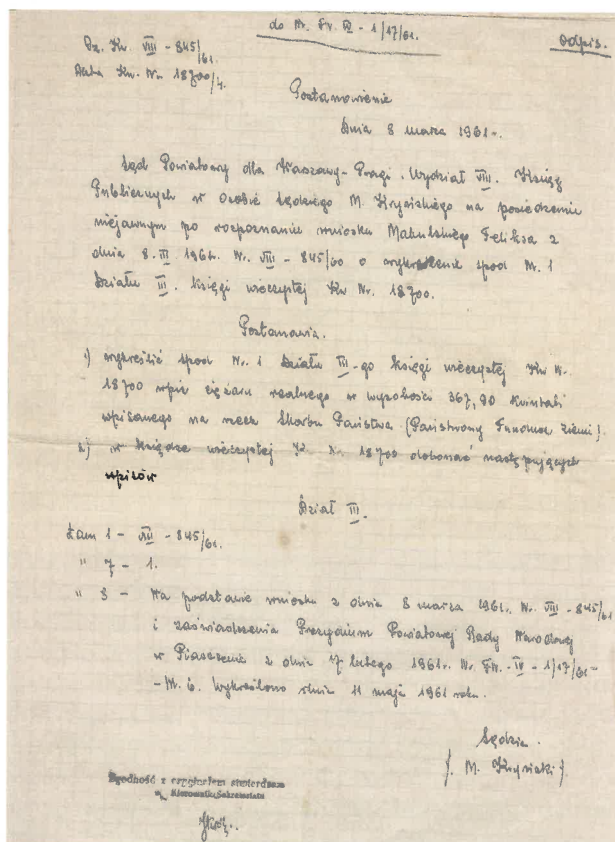 do Nr. Fr. IV - 1/17/61.
Odpis.
Dz. Kw. VIII - 845/61.
Kw. Nr. 18700/4.
Postanowienie
Dnia 8 marca 1961 r.
Sąd Powiatowy dla Warszawy-Pragi. Wydział VIII. Ksiąg
Publicznych w Osobie Sędziego M. Krysińskiego na posiedzeniu
niejawnym po rozpoznaniu wniosku Makulskiego Feliksa z
dnia 8. III 1961. Nr. VIII - 845/60 o wykreślenie spod Nr. 1
Działu III. księgi wieczystej Kw Nr. 18700.
Postanawia.
1) wykreślić spod Nr. 1 Działu III-go księgi wieczystej Kw Nr.
18700 wpis ciężaru realnego w wysokości 367,90 kwintali
wpisanego na rzecz Skarbu Państwa (Państwowy Fundusz Ziemi).
2) w księdze wieczystej Kw Nr 18700 dokonać następujących
wpisów
Dział III.
Łam 1 - VIII - 845/61.
" 7 - 1.
" 8 - Na podstawie wniosku z dnia 8 marca 1961r. Nr. VIII - 845/61
i zaświadczenia Prezydium Powiatowej Rady Narodowej
w Piasecznie z dnia 17 lutego 1961r. Nr. FN. - IV - 1/17/61 -
Wykreślono dnia 11 maja 1961 roku.
Sędzia.
/. M. Krysiński /.
Zgodność z oryginałem stwierdzam
Kierownik Sekretariatu